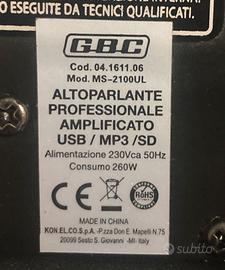 O ESEGUITE DA TECNICI QUALIFICATI.
GBC
Cod. 04.1611.06
Mod. MS-2100UL
ALTOPARLANTE
PROFESSIONALE
AMPLIFICATO
USB / MP3 /SD
Alimentazione 230Vca 50Hz
Consumo 260W
CE
RoHS
MADE IN CHINA
KON.EL.CO.S.p.A. -P.zza Don E. Mapelli N.75
20099 Sesto S. Giovanni -MI- Italy
subito